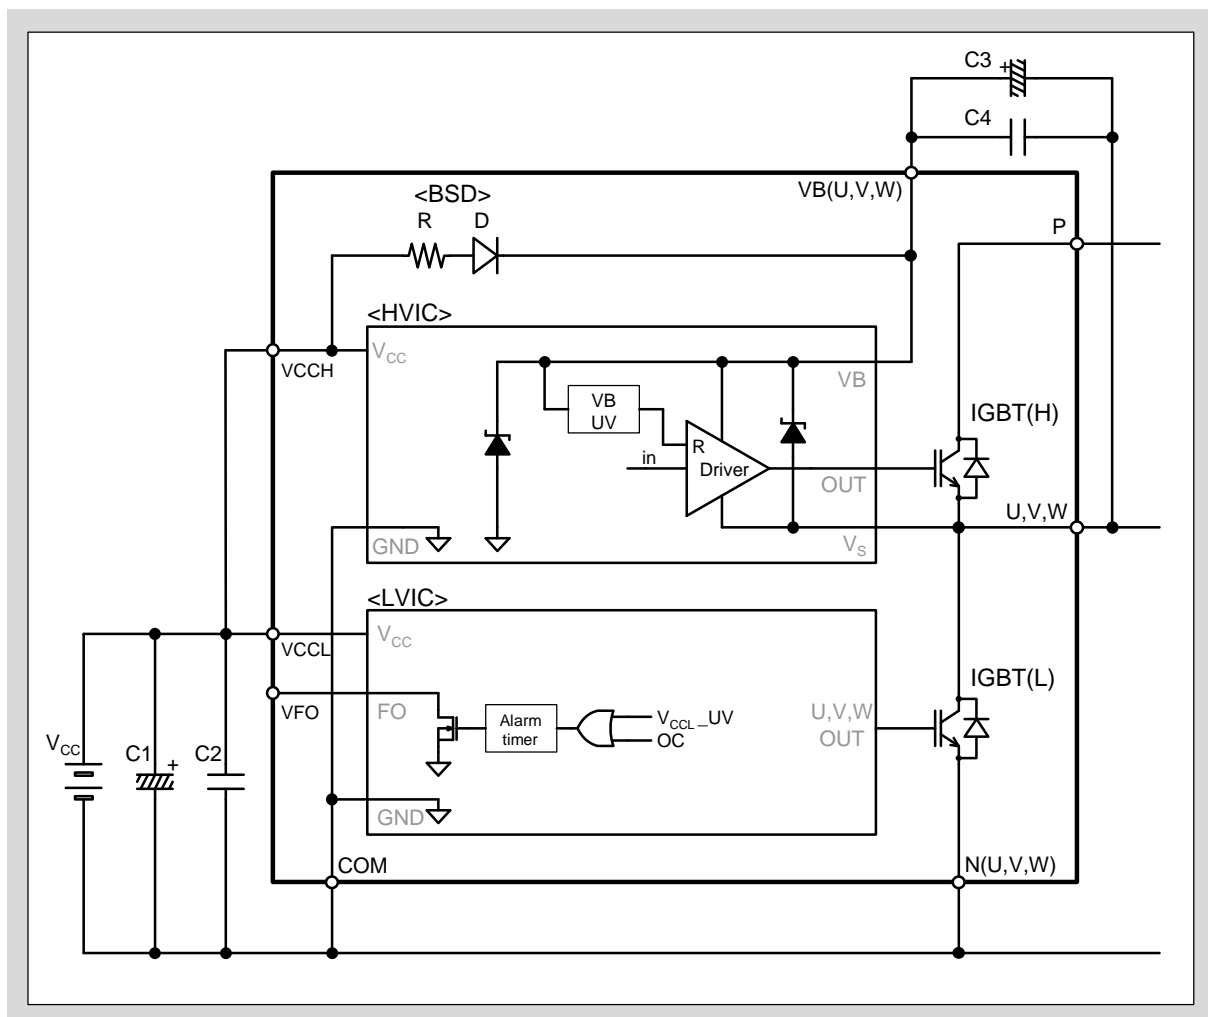 C3 +
C4
VB(U,V,W)
<BSD>
R D
P
<HVIC>
VCC
VCCH
VB
VB
UV
IGBT(H)
R
in
Driver
OUT
U,V,W
GND
VS
<LVIC>
VCC
VCCL
IGBT(L)
VFO
FO
Alarm
timer
VCCL_UV
OC
U,V,W
OUT
VCC
C1 +
C2
GND
COM
N(U,V,W)